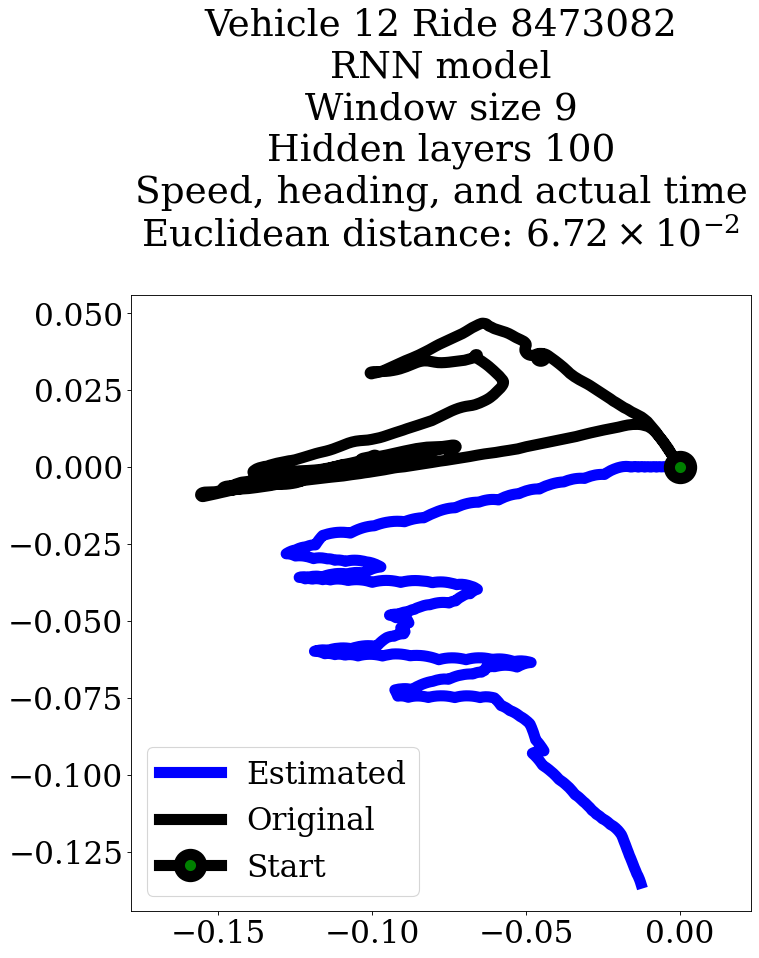 Vehicle 12 Ride 8473082
RNN model
Window size 9
Hidden layers 100
Speed, heading, and actual time
Euclidean distance: 6.72 × 10⁻²
0.050
0.025
0.000
−0.025
−0.050
−0.075
−0.100
−0.125
Estimated
Original
Start
−0.15 −0.10 −0.05 0.00